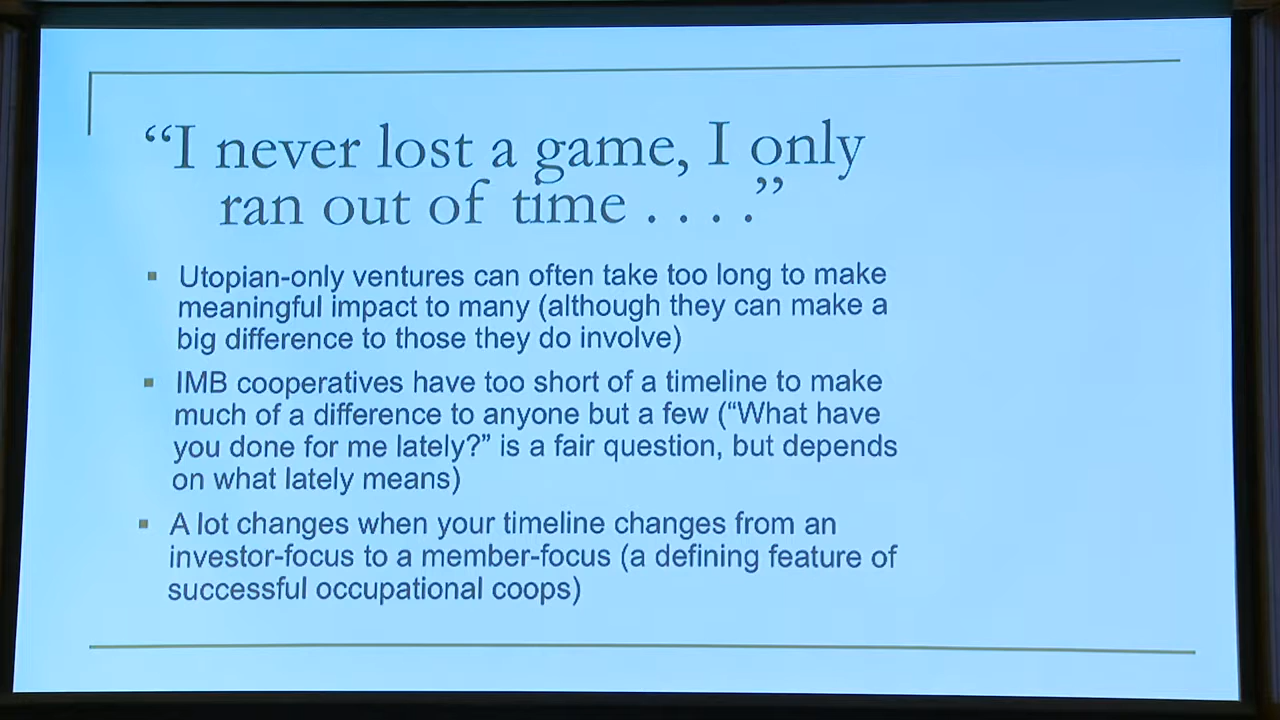 “I never lost a game, I only
ran out of time . . . .”
▪ Utopian-only ventures can often take too long to make
meaningful impact to many (although they can make a
big difference to those they do involve)
▪ IMB cooperatives have too short of a timeline to make
much of a difference to anyone but a few (“What have
you done for me lately?” is a fair question, but depends
on what lately means)
▪ A lot changes when your timeline changes from an
investor-focus to a member-focus (a defining feature of
successful occupational coops)